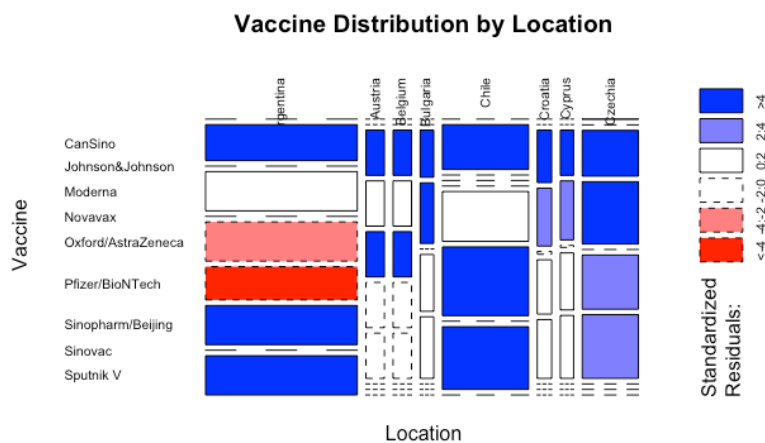 Vaccine Distribution by Location
rgentina
Austria
Belgium
Bulgaria
Chile
Croatia
Cyprus
Czechia
CanSino
Johnson&Johnson
Moderna
Novavax
Oxford/AstraZeneca
Pfizer/BioNTech
Sinopharm/Beijing
Sinovac
Sputnik V
Vaccine
Location
>4
2:4
0:2
-2:0
-4:-2
<-4
Standardized
Residuals: